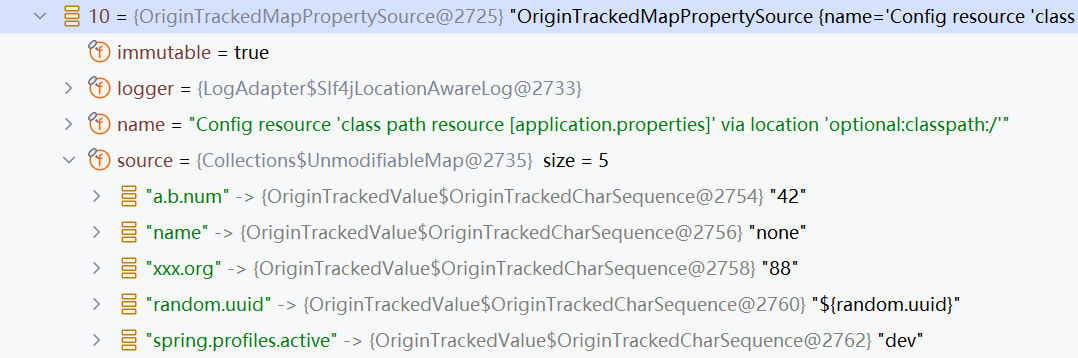 10 = {OriginTrackedMapPropertySource@2725} "OriginTrackedMapPropertySource {name='Config resource 'class
immutable = true
logger = {LogAdapter$Slf4jLocationAwareLog@2733}
name = "Config resource 'class path resource [application.properties]' via location 'optional:classpath:/'"
source = {Collections$UnmodifiableMap@2735} size = 5
"a.b.num" -> {OriginTrackedValue$OriginTrackedCharSequence@2754} "42"
"name" -> {OriginTrackedValue$OriginTrackedCharSequence@2756} "none"
"xxx.org" -> {OriginTrackedValue$OriginTrackedCharSequence@2758} "88"
"random.uuid" -> {OriginTrackedValue$OriginTrackedCharSequence@2760} "${random.uuid}"
"spring.profiles.active" -> {OriginTrackedValue$OriginTrackedCharSequence@2762} "dev"